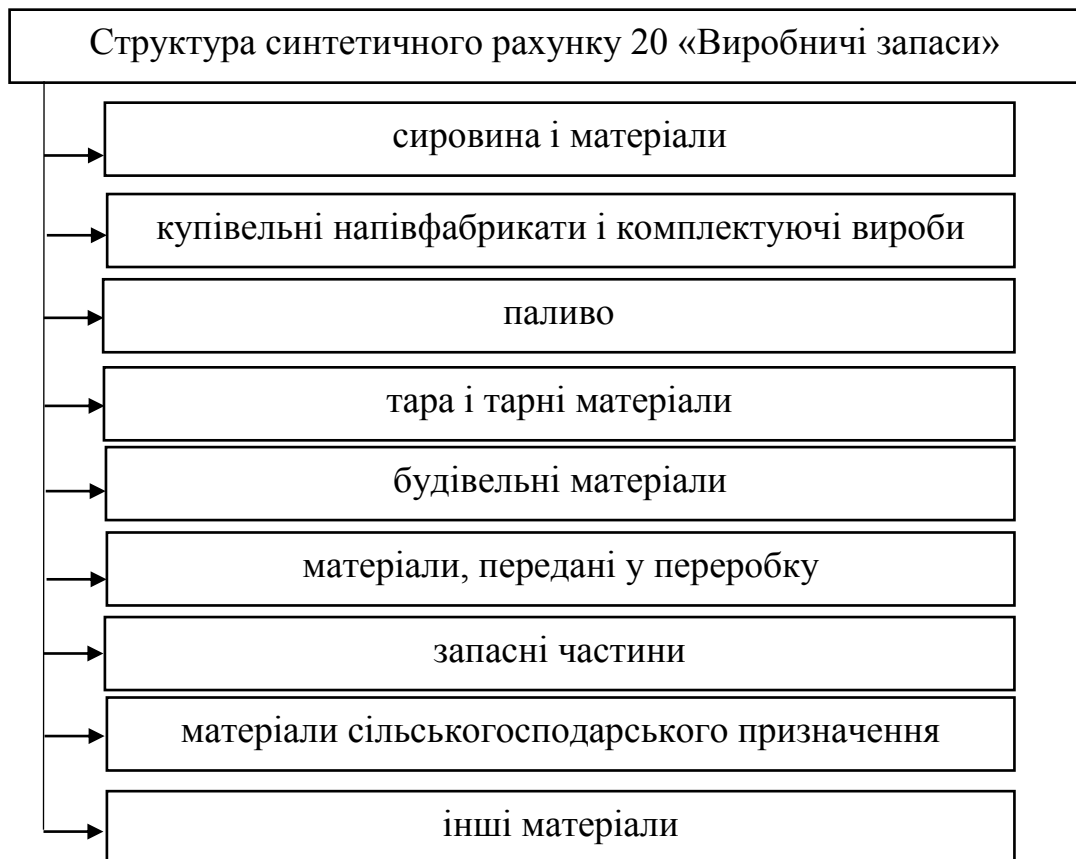 Структура синтетичного рахунку 20 «Виробничі запаси»
сировина і матеріали
купівельні напівфабрикати і комплектуючі вироби
паливо
тара і тарні матеріали
будівельні матеріали
матеріали, передані у переробку
запасні частини
матеріали сільськогосподарського призначення
інші матеріали